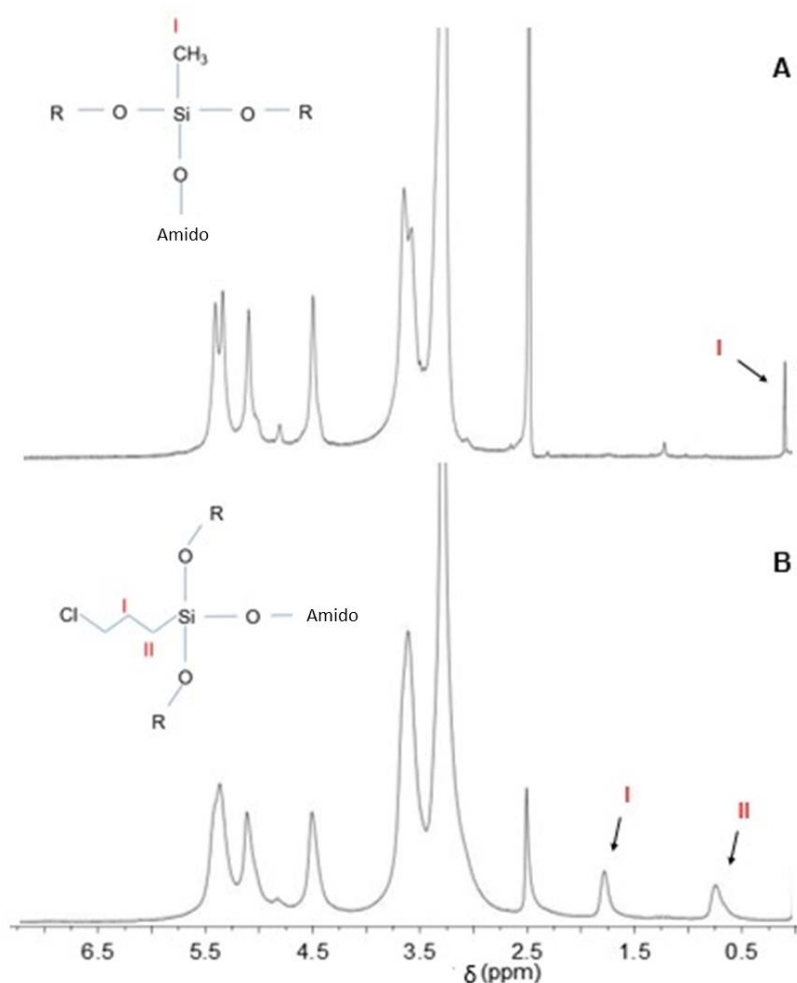 I
CH3
A
R O Si O R
O
Amido
I
R
O
B
Cl I Si O Amido
II
O
R
I
II
6.5 5.5 4.5 3.5 2.5 1.5 0.5
δ (ppm)